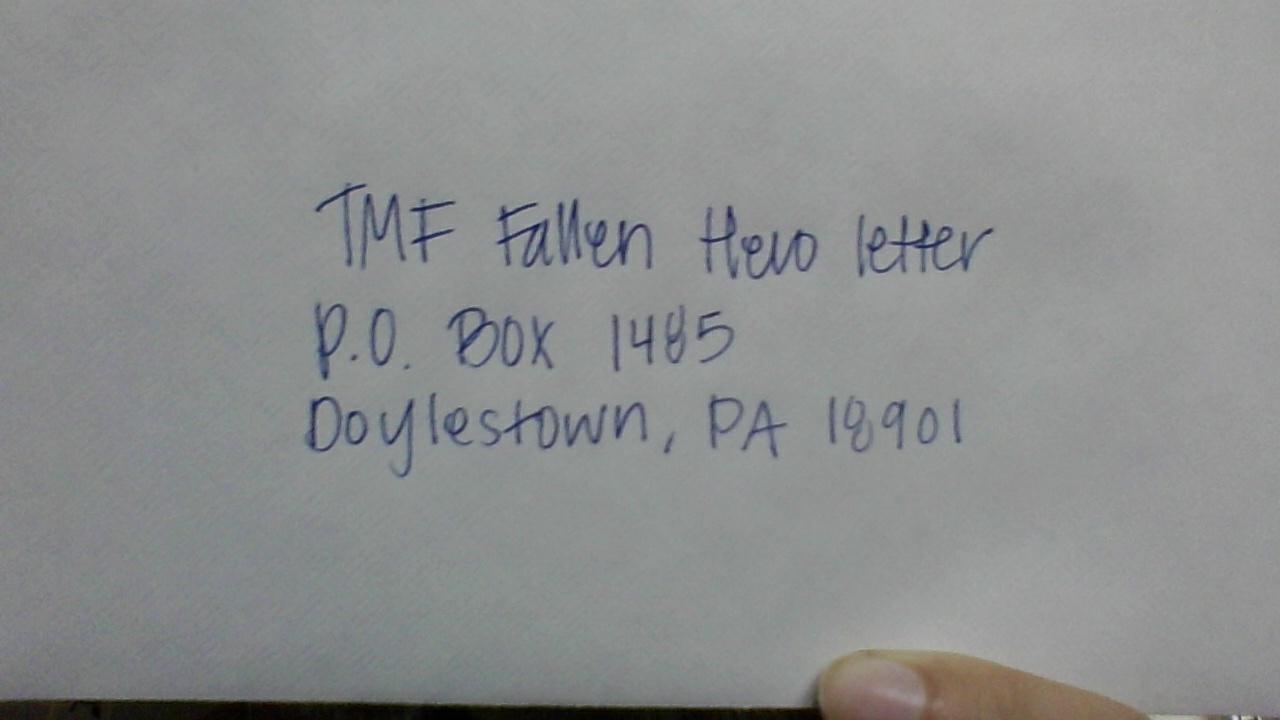 TMF Fallen Hero letter
P.O. BOX 1485
Doylestown, PA 18901